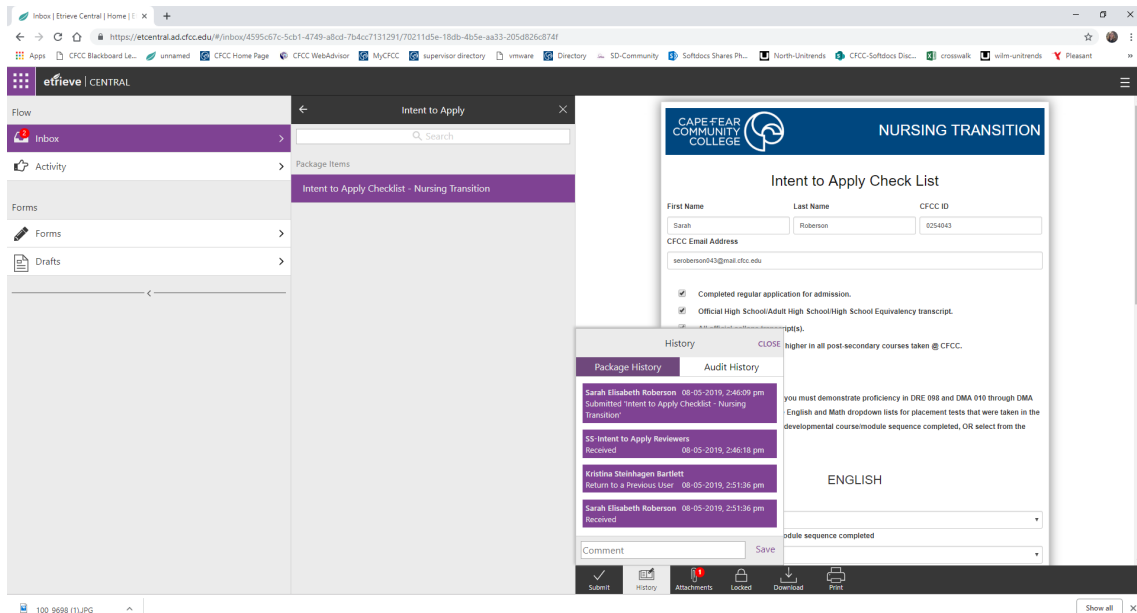 Inbox | Etrieve Central | Home | E
https://etcentral.ad.cfcc.edu/#/inbox/4595c67c-5cb1-4749-a8cd-7b4cc7131291/70211d5e-18db-4b5e-aa33-205d826c874f
Apps CFCC Blackboard Le... unnamed CFCC Home Page CFCC WebAdvisor MyCFCC supervisor directory vmware Directory SD-Community Softdocs Shares Ph... North-Unitrends CFCC-Softdocs Disc... crosswalk wilm-unitrends Pleasant »
etrieve | CENTRAL
Flow
2
Inbox
Activity
Forms
Forms
Drafts
Intent to Apply
Search
Package Items
Intent to Apply Checklist - Nursing Transition
CAPE FEAR
COMMUNITY
COLLEGE
NURSING TRANSITION
Intent to Apply Check List
First Name Last Name CFCC ID
Sarah Roberson 0254043
CFCC Email Address
seroberson043@mail.cfcc.edu
Completed regular application for admission.
Official High School/Adult High School/High School Equivalency transcript.
All official college transcript(s).
higher in all post-secondary courses taken @ CFCC.
you must demonstrate proficiency in DRE 098 and DMA 010 through DMA
English and Math dropdown lists for placement tests that were taken in the
developmental course/module sequence completed, OR select from the
ENGLISH
odule sequence completed
History CLOSE
Package History Audit History
Sarah Elisabeth Roberson 08-05-2019, 2:46:09 pm
Submitted 'Intent to Apply Checklist - Nursing
Transition'
SS-Intent to Apply Reviewers
Received 08-05-2019, 2:46:18 pm
Kristina Steinhagen Bartlett
Return to a Previous User 08-05-2019, 2:51:36 pm
Sarah Elisabeth Roberson 08-05-2019, 2:51:36 pm
Received
Comment Save
1
Submit History Attachments Locked Download Print
100_9698 (1).JPG
Show all